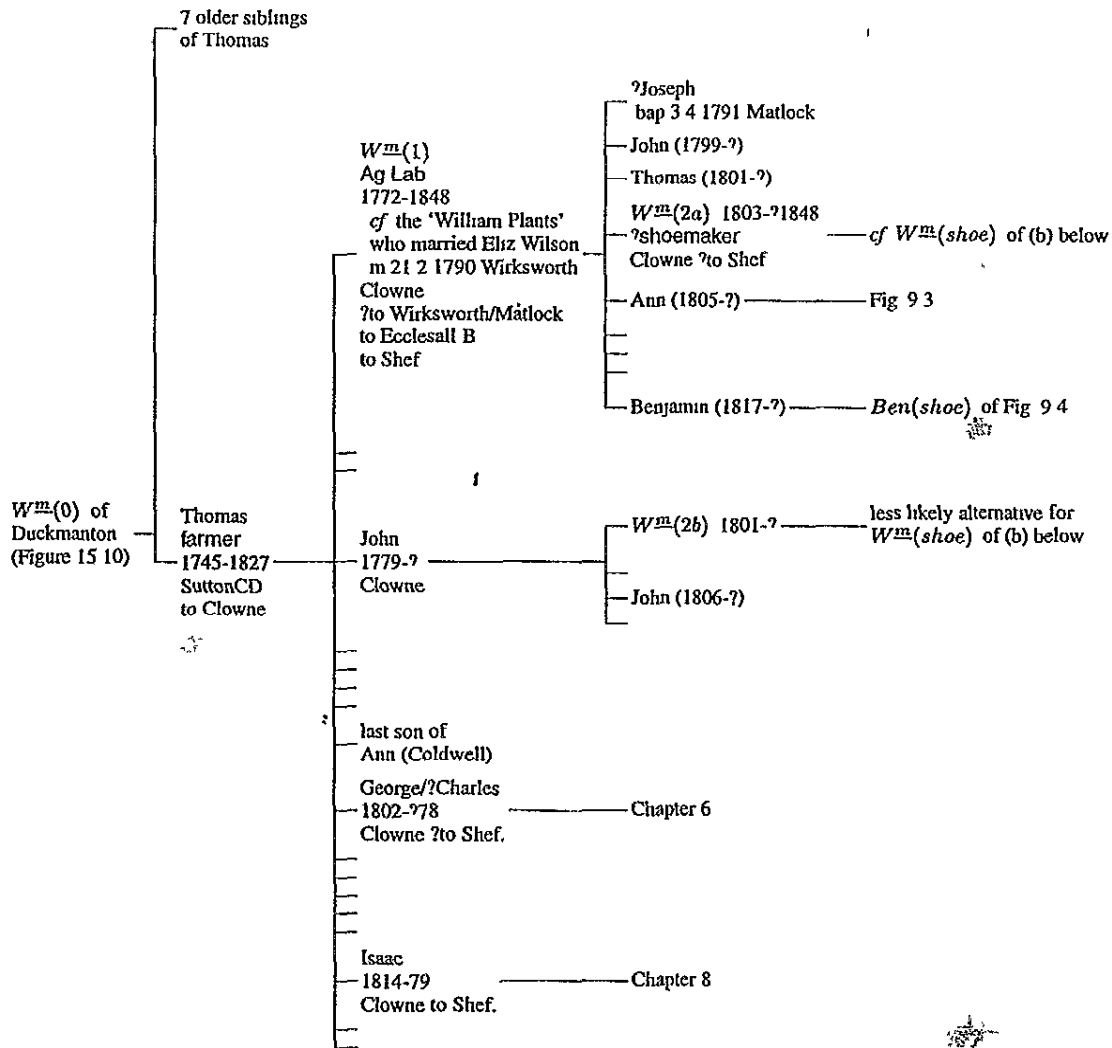 7 older siblings
of Thomas
?Joseph
bap 3 4 1791 Matlock
John (1799-?)
Thomas (1801-?)
Wm(2a) 1803-?1848
?shoemaker
Clowne ?to Shef
cf Wm(shoe) of (b) below
Ann (1805-?)
Fig 9 3
Benjamin (1817-?)
Ben(shoe) of Fig 9 4
Wm(1)
Ag Lab
1772-1848
cf the 'William Plants'
who married Eliz Wilson
m 21 2 1790 Wirksworth
Clowne
?to Wirksworth/Matlock
to Ecclesall B
to Shef
Wm(0) of
Duckmanton
(Figure 15 10)
Thomas
farmer
1745-1827
SuttonCD
to Clowne
John
1779-?
Clowne
Wm(2b) 1801-?
less likely alternative for
Wm(shoe) of (b) below
John (1806-?)
last son of
Ann (Coldwell)
George/?Charles
1802-?78
Clowne ?to Shef.
Chapter 6
Isaac
1814-79
Clowne to Shef.
Chapter 8